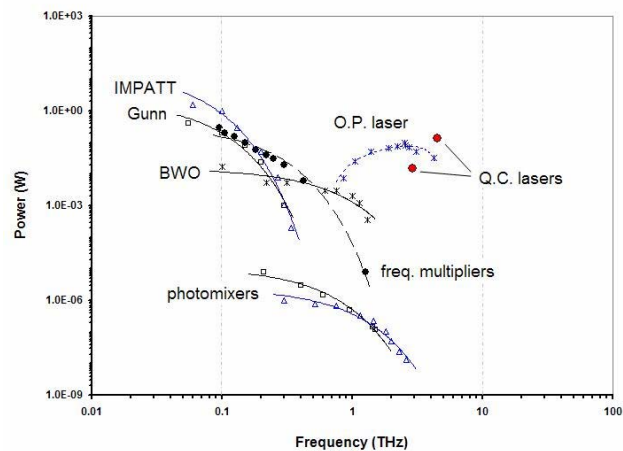 1.0E+03
IMPATT
1.0E+00
Gunn
O.P. laser
BWO
Q.C. lasers
1.0E-03
Power (W)
freq. multipliers
photomixers
1.0E-06
1.0E-09
0.01 0.1 1 10 100
Frequency (THz)